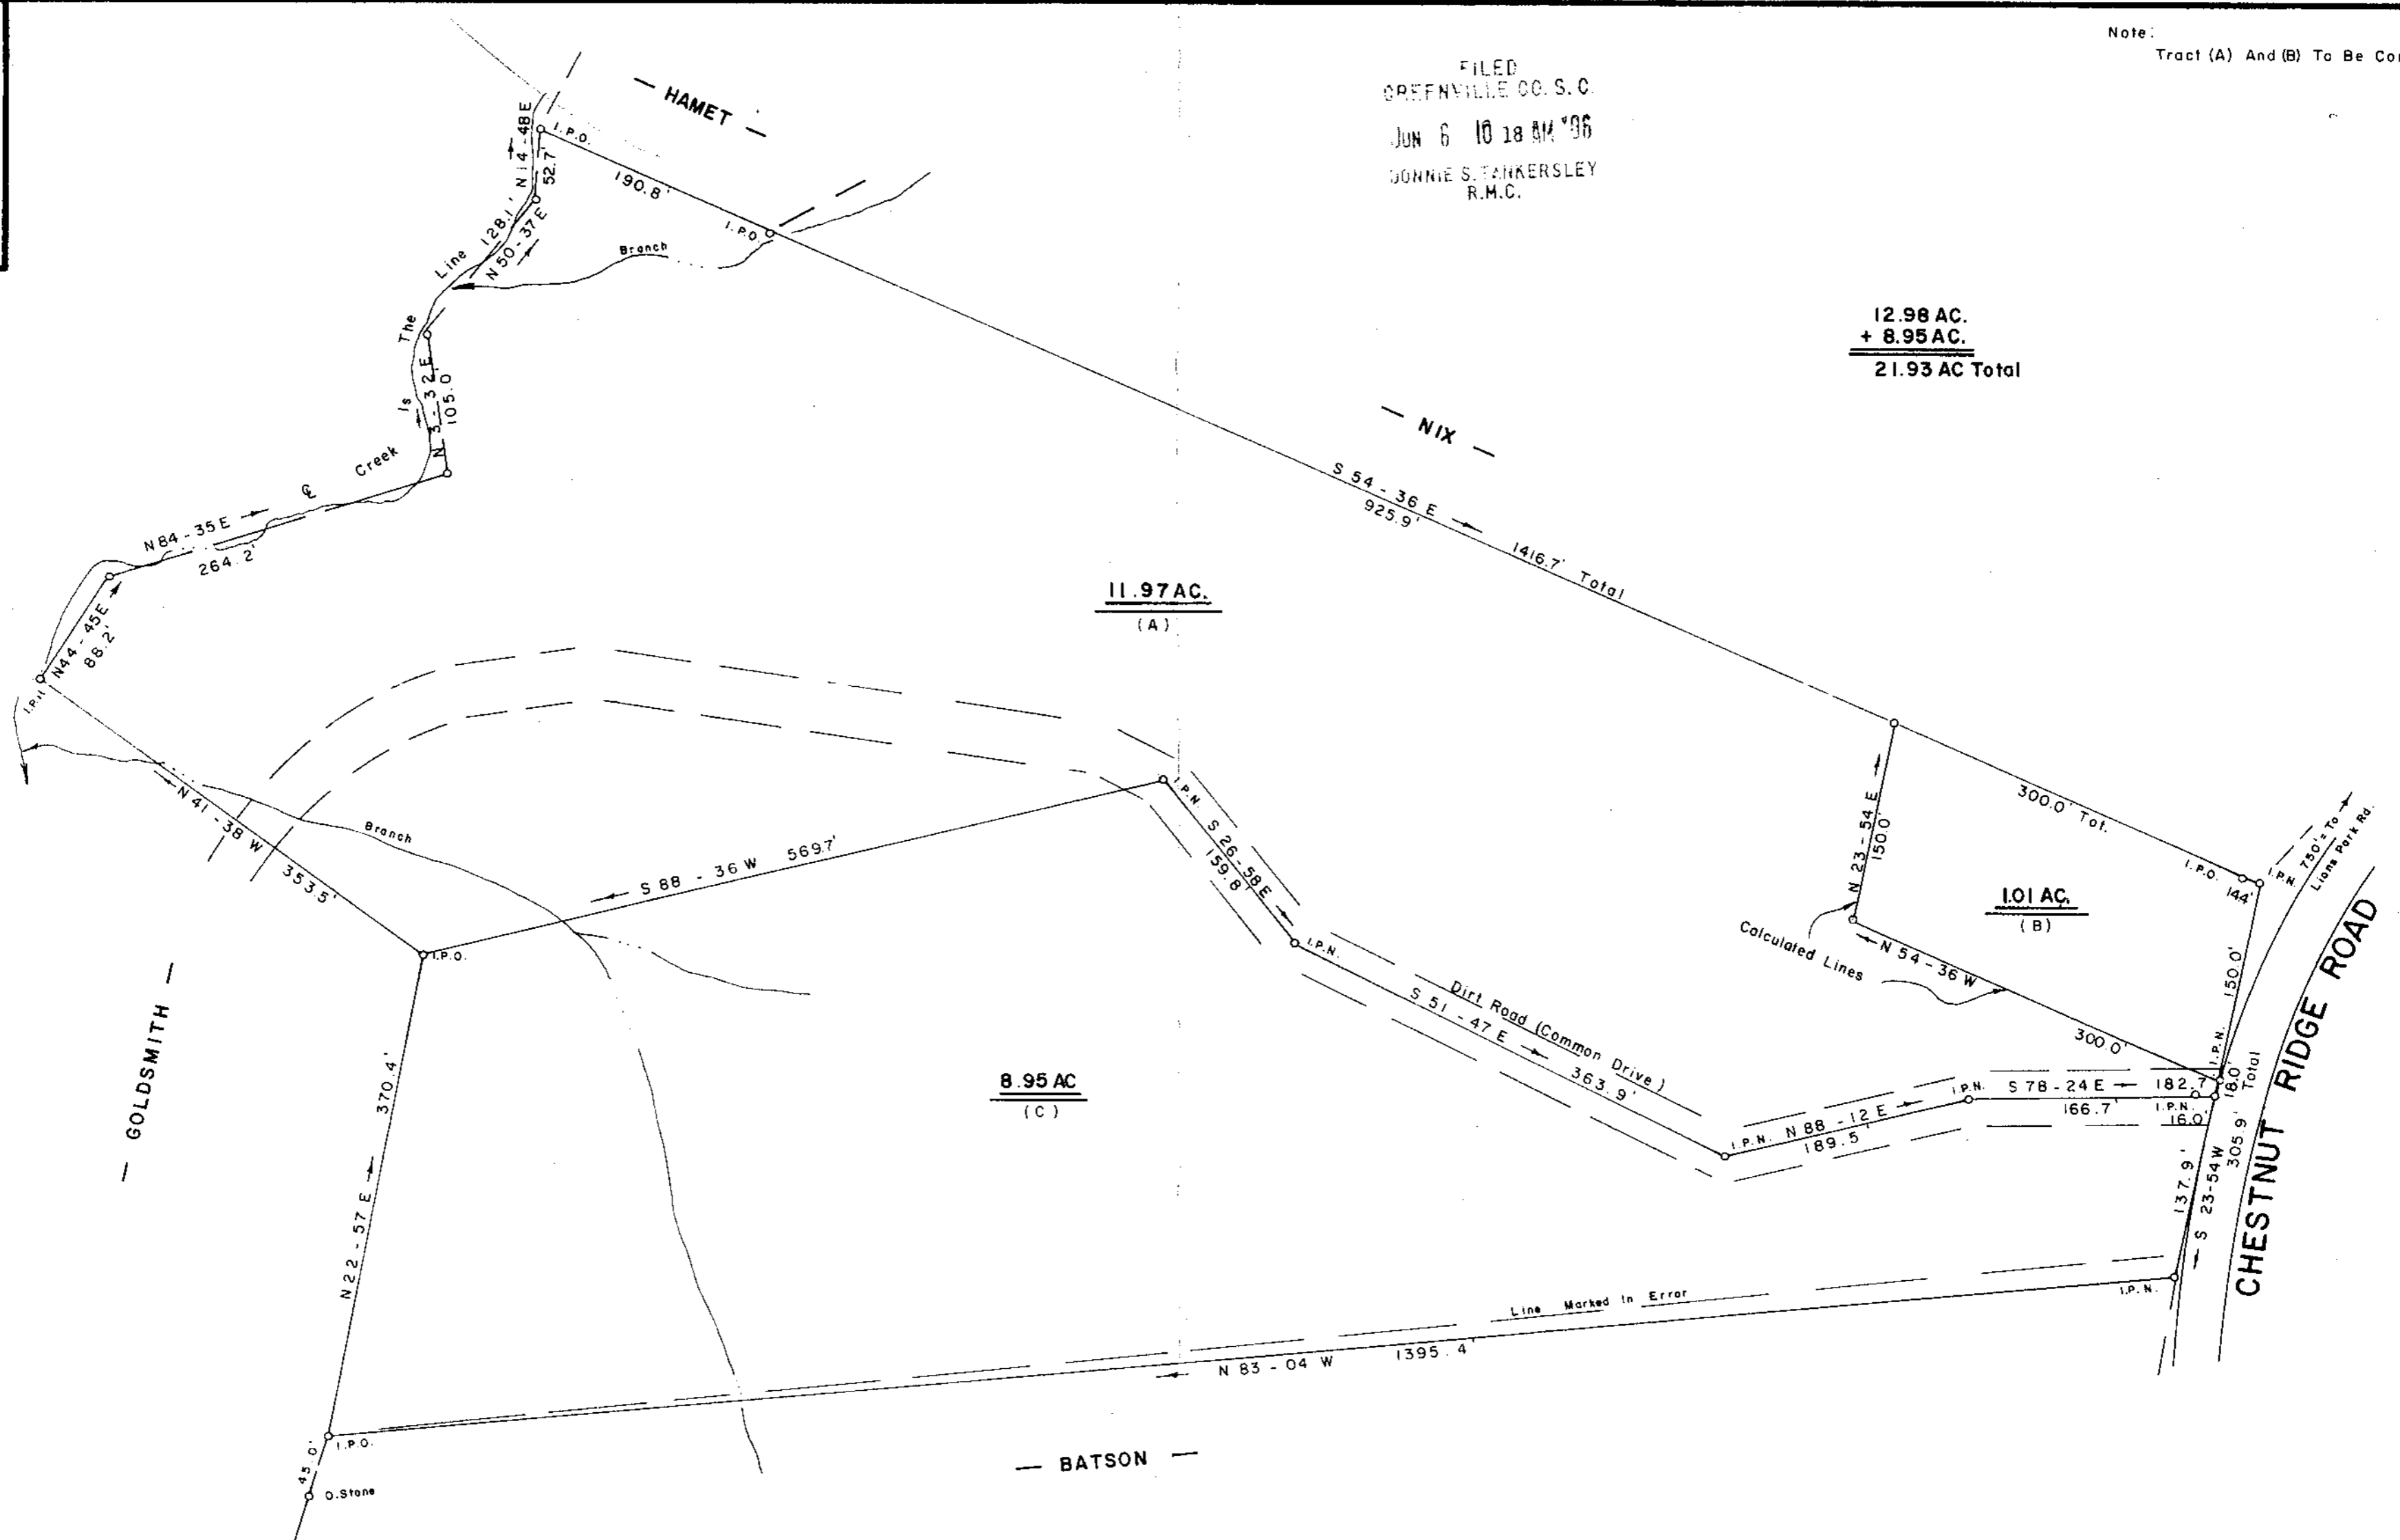 Note:
Tract (A) And (B) To Be
FILED
GREENVILLE CO. S. C.
JUN 6 10 18 AM '96
DONNIE S. TANKERSLEY
R.M.C.
— HAMET —
I.P.O.
N 14 - 48 E
52.7'
190.8'
I.P.O.
128.1'
N 50 - 37 E
Branch
Line
The
Is
Creek
N 3 - 32 E
105.0'
12.98 AC.
+ 8.95 AC.
21.93 AC Total
— NIX —
S 54 - 36 E
925.9'
1416.7' Total
℄
N 84 - 35 E
264.2'
N 44 - 45 E
88.2'
I.P.N.
11.97 AC.
(A)
N 41 - 38 W
353.5'
Branch
S 88 - 36 W 569.7'
I.P.N.
S 26 - 58 E
159.8'
I.P.N.
I.P.O.
N 23 - 54 E
150.0'
300.0' Tot.
I.P.O.
14.4'
I.P.N.
750' ± To
Lions Park Rd.
1.01 AC.
(B)
Calculated Lines
N 54 - 36 W
300.0'
150.0'
I.P.N.
Dirt Road (Common Drive)
S 51 - 47 E
363.9'
I.P.N. N 88 - 12 E
189.5'
I.P.N. S 78 - 24 E 182.7'
166.7' I.P.N.
16.0'
18.0'
305.9' Total
137.9'
S 23 - 54 W
CHESTNUT RIDGE ROAD
— GOLDSMITH —
8.95 AC
(C)
370.4'
N 22 - 57 E
I.P.N.
Line Marked In Error
N 83 - 04 W 1395.4'
I.P.O.
45.0'
O. Stone
— BATSON —